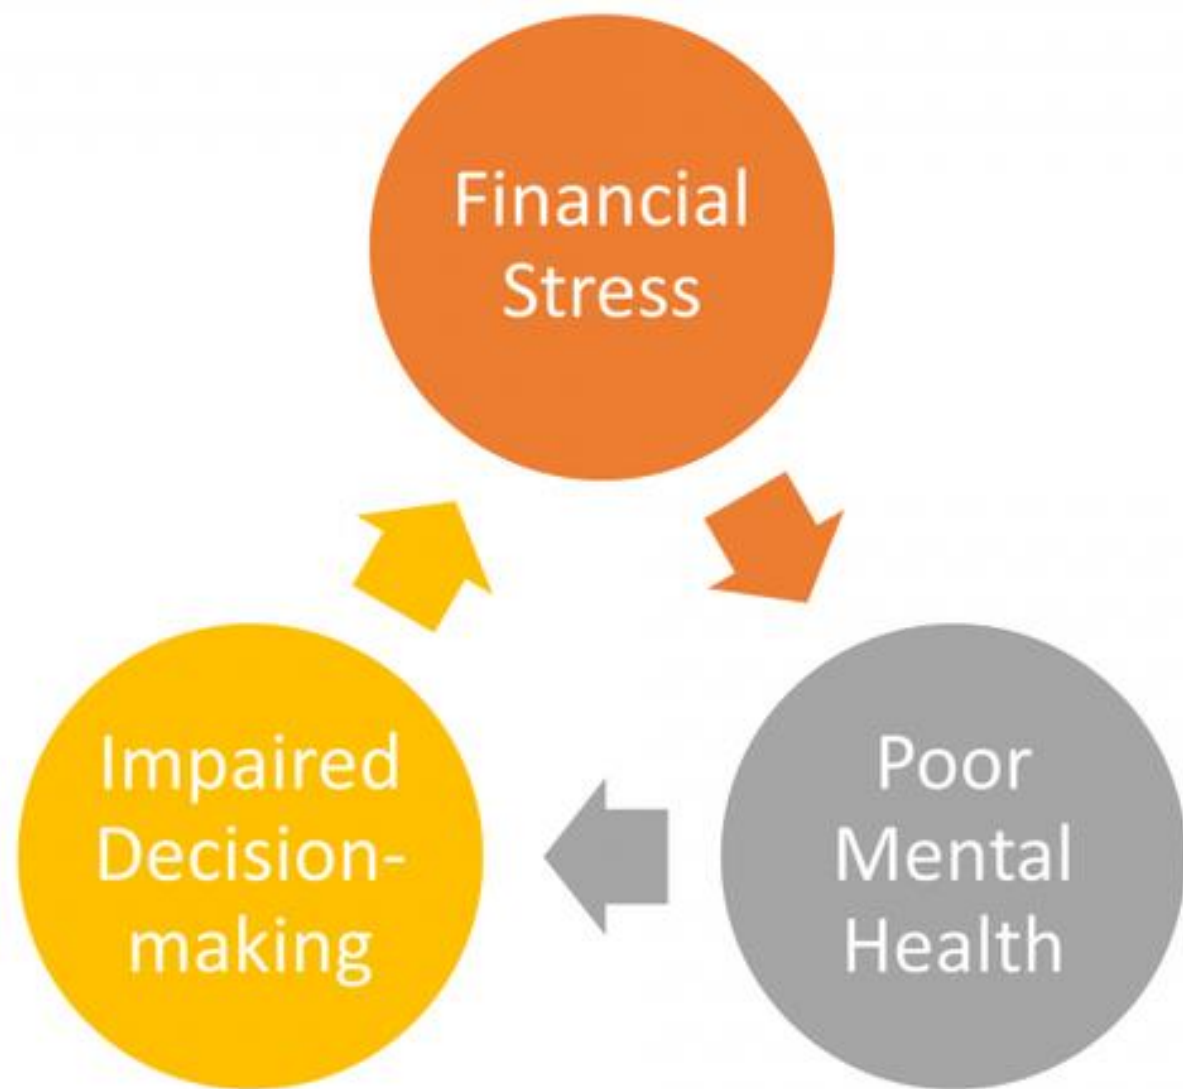 Financial
Stress
Impaired
Decision-
making
Poor
Mental
Health